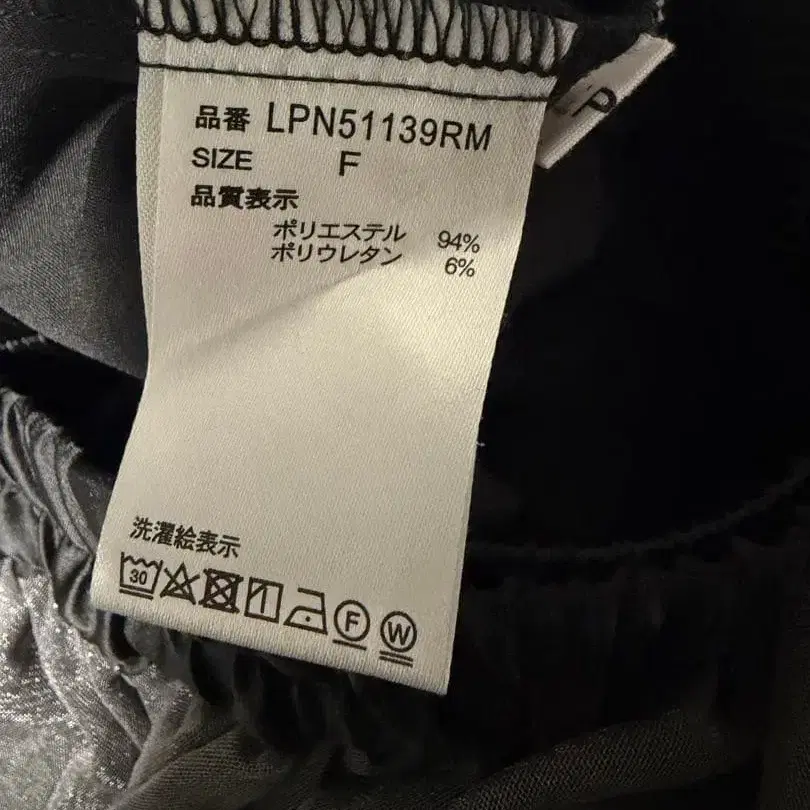 品番 LPN51139RM
SIZE F
品質表示
ポリエステル 94%
ポリウレタン 6%
洗濯絵表示
30
F
W
P